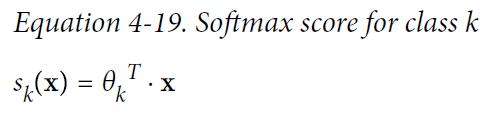 Equation 4-19. Softmax score for class k
sₖ(x) = θₖᵀ · x